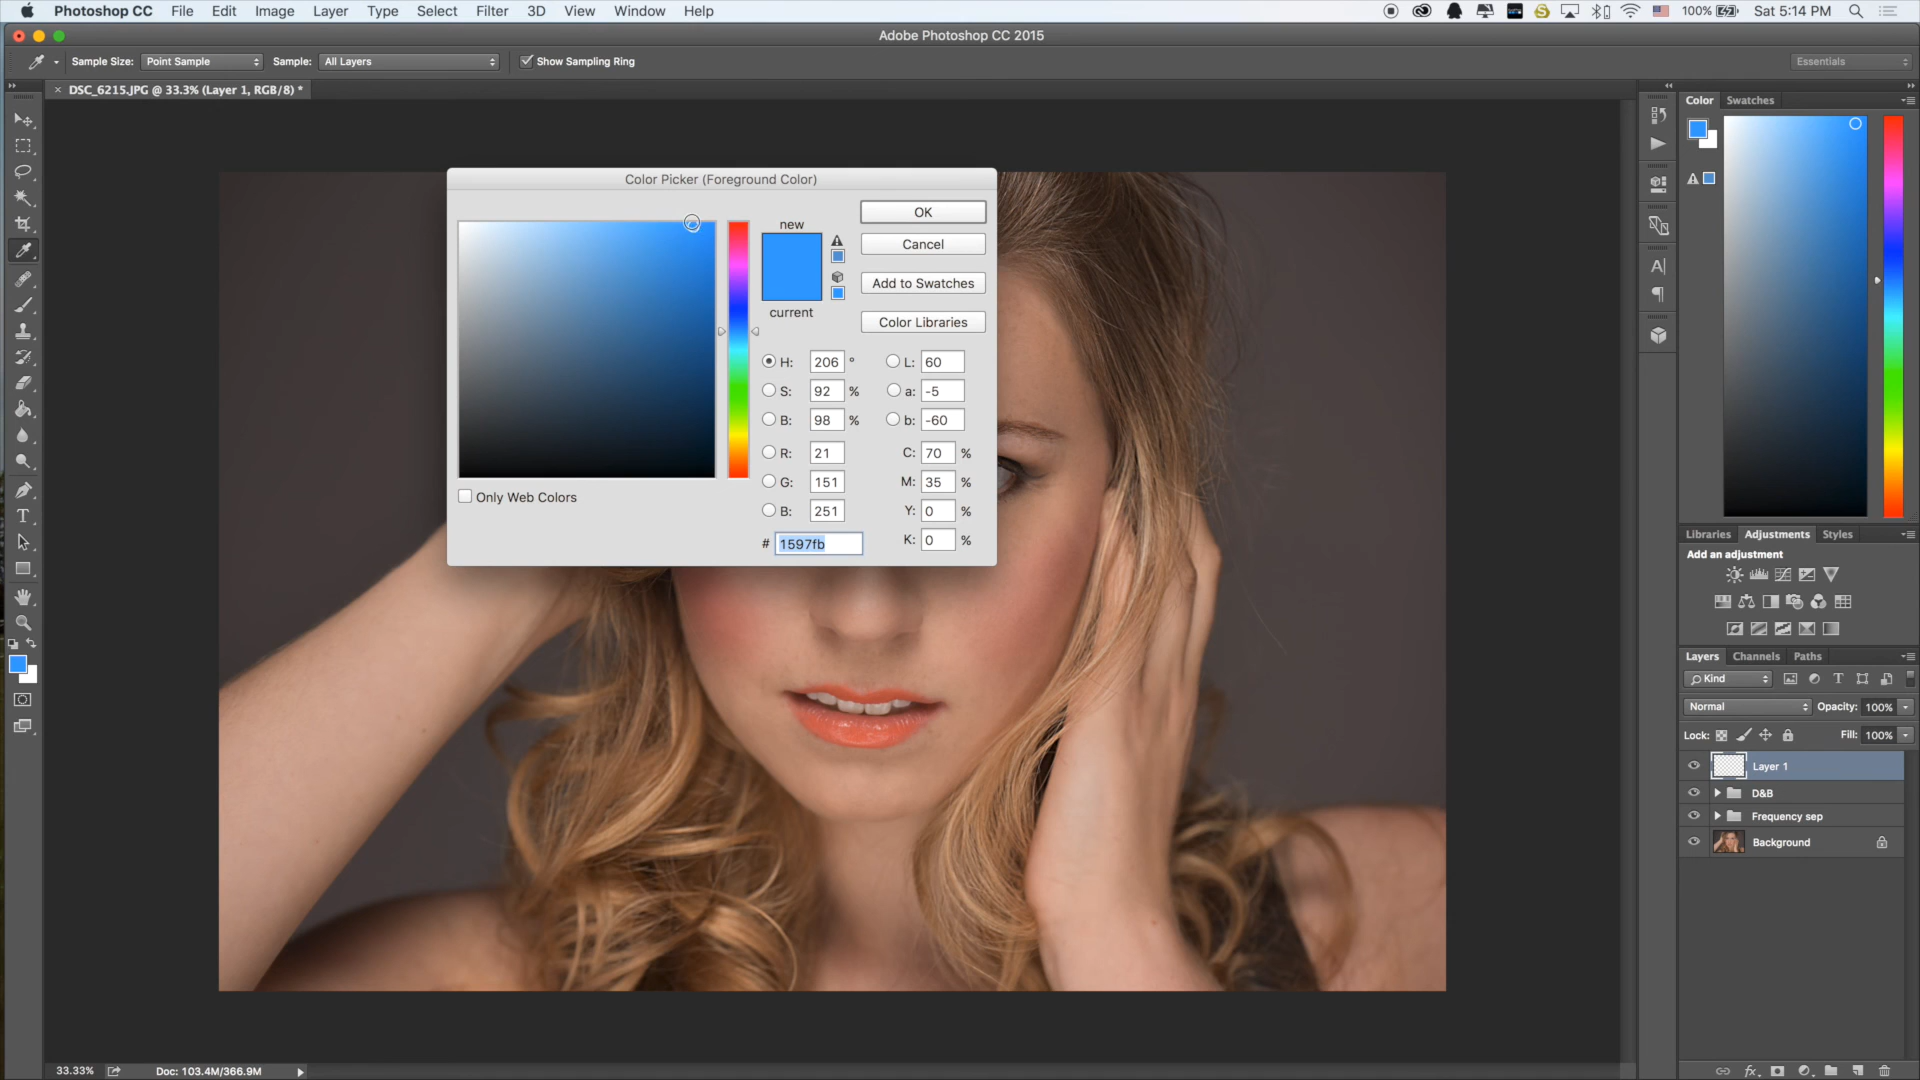 Photoshop CC File Edit Image Layer Type Select Filter 3D View Window Help 100% Sat 5:14 PM
Adobe Photoshop CC 2015
Sample Size: Point Sample Sample: All Layers Show Sampling Ring Essentials
DSC_6215.JPG @ 33.3% (Layer 1, RGB/8) *
Color Swatches
Color Picker (Foreground Color)
new
current
OK
Cancel
Add to Swatches
Color Libraries
H: 206 ° L: 60
S: 92 % a: -5
B: 98 % b: -60
R: 21 C: 70 %
G: 151 M: 35 %
B: 251 Y: 0 %
# 1597fb K: 0 %
Only Web Colors
Libraries Adjustments Styles
Add an adjustment
Layers Channels Paths
Kind
Normal Opacity: 100%
Lock: Fill: 100%
Layer 1
D&B
Frequency sep
Background
33.33% Doc: 103.4M/366.9M